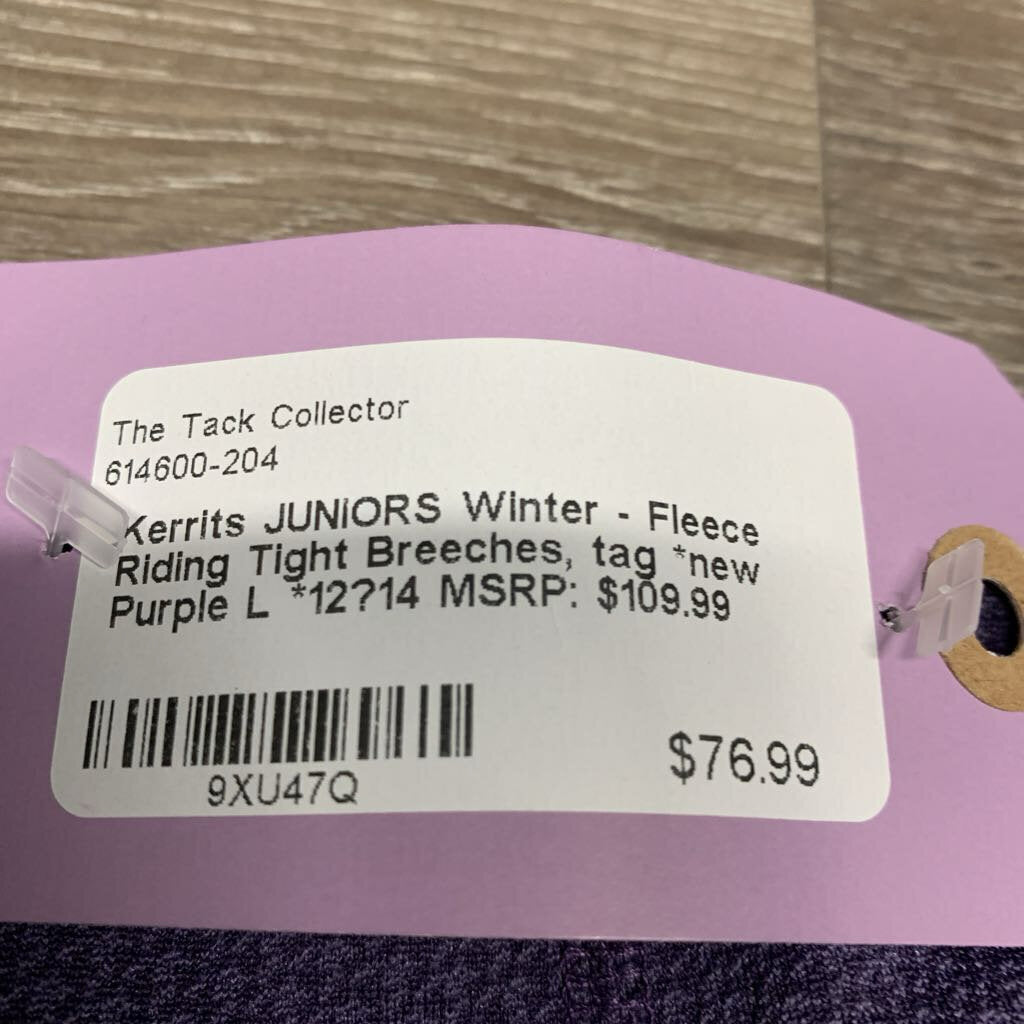 The Tack Collector
614600-204
Kerrits JUNIORS Winter - Fleece
Riding Tight Breeches, tag *new
Purple L *12?14 MSRP: $109.99
9XU47Q
$76.99